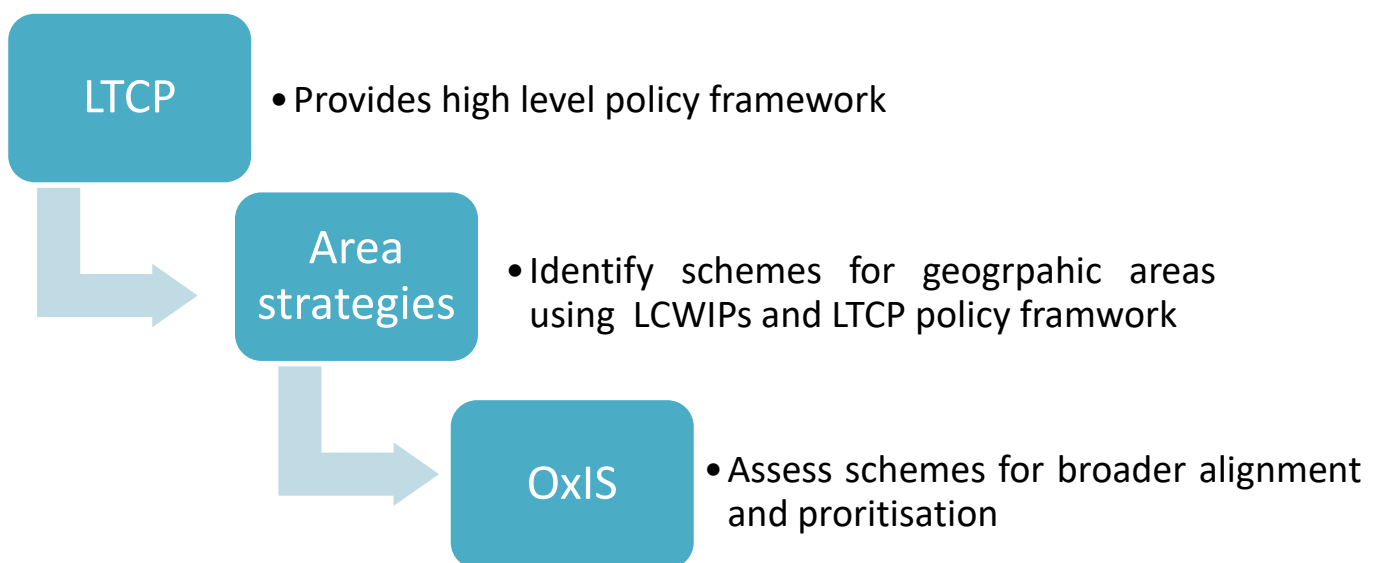 LTCP
• Provides high level policy framework
Area
strategies
• Identify schemes for geogrpahic areas
using LCWIPs and LTCP policy framwork
OxIS
• Assess schemes for broader alignment
and proritisation